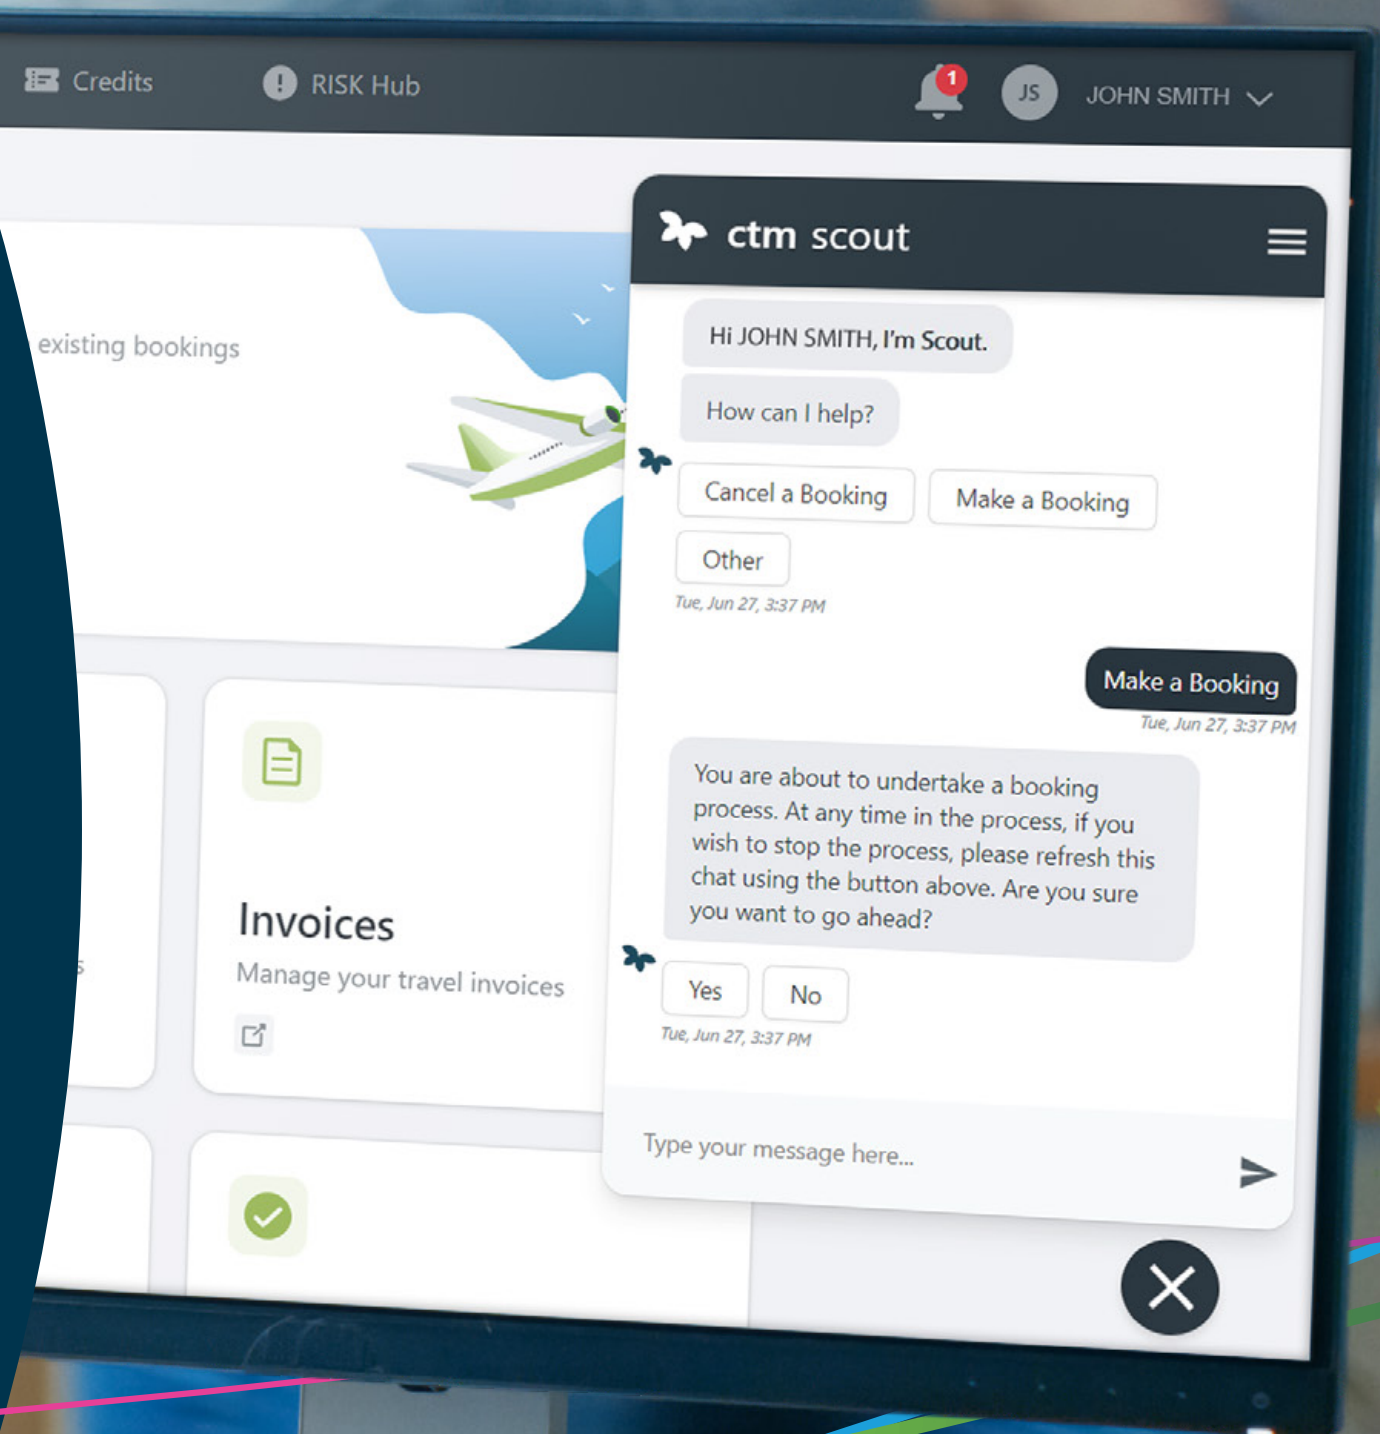 Credits
RISK Hub
1
JS
JOHN SMITH
existing bookings
ctm scout
Hi JOHN SMITH, I'm Scout.
How can I help?
Cancel a Booking
Make a Booking
Other
Tue, Jun 27, 3:37 PM
Make a Booking
Tue, Jun 27, 3:37 PM
You are about to undertake a booking
process. At any time in the process, if you
wish to stop the process, please refresh this
chat using the button above. Are you sure
you want to go ahead?
Yes
No
Tue, Jun 27, 3:37 PM
Invoices
Manage your travel invoices
Type your message here...